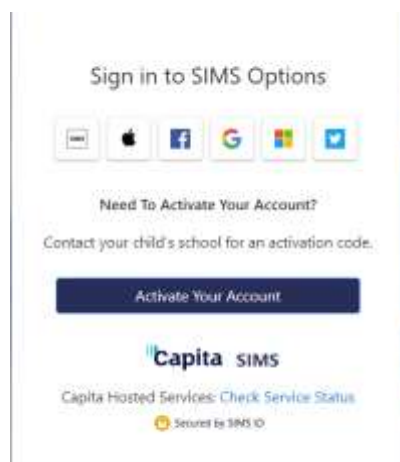 Sign in to SIMS Options
SIMS
Need To Activate Your Account?
Contact your child's school for an activation code.
Activate Your Account
Capita SIMS
Capita Hosted Services: Check Service Status
Secured by SIMS ID